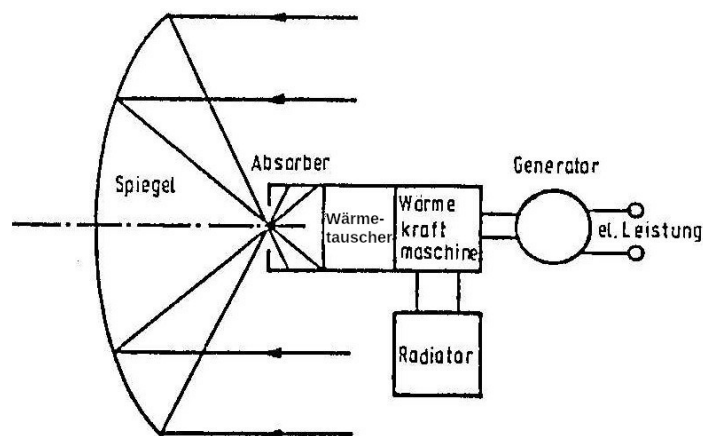 Absorber
Generator
Spiegel
Wärme-
tauscher
Wärme
kraft
maschine
el. Leistung
Radiator